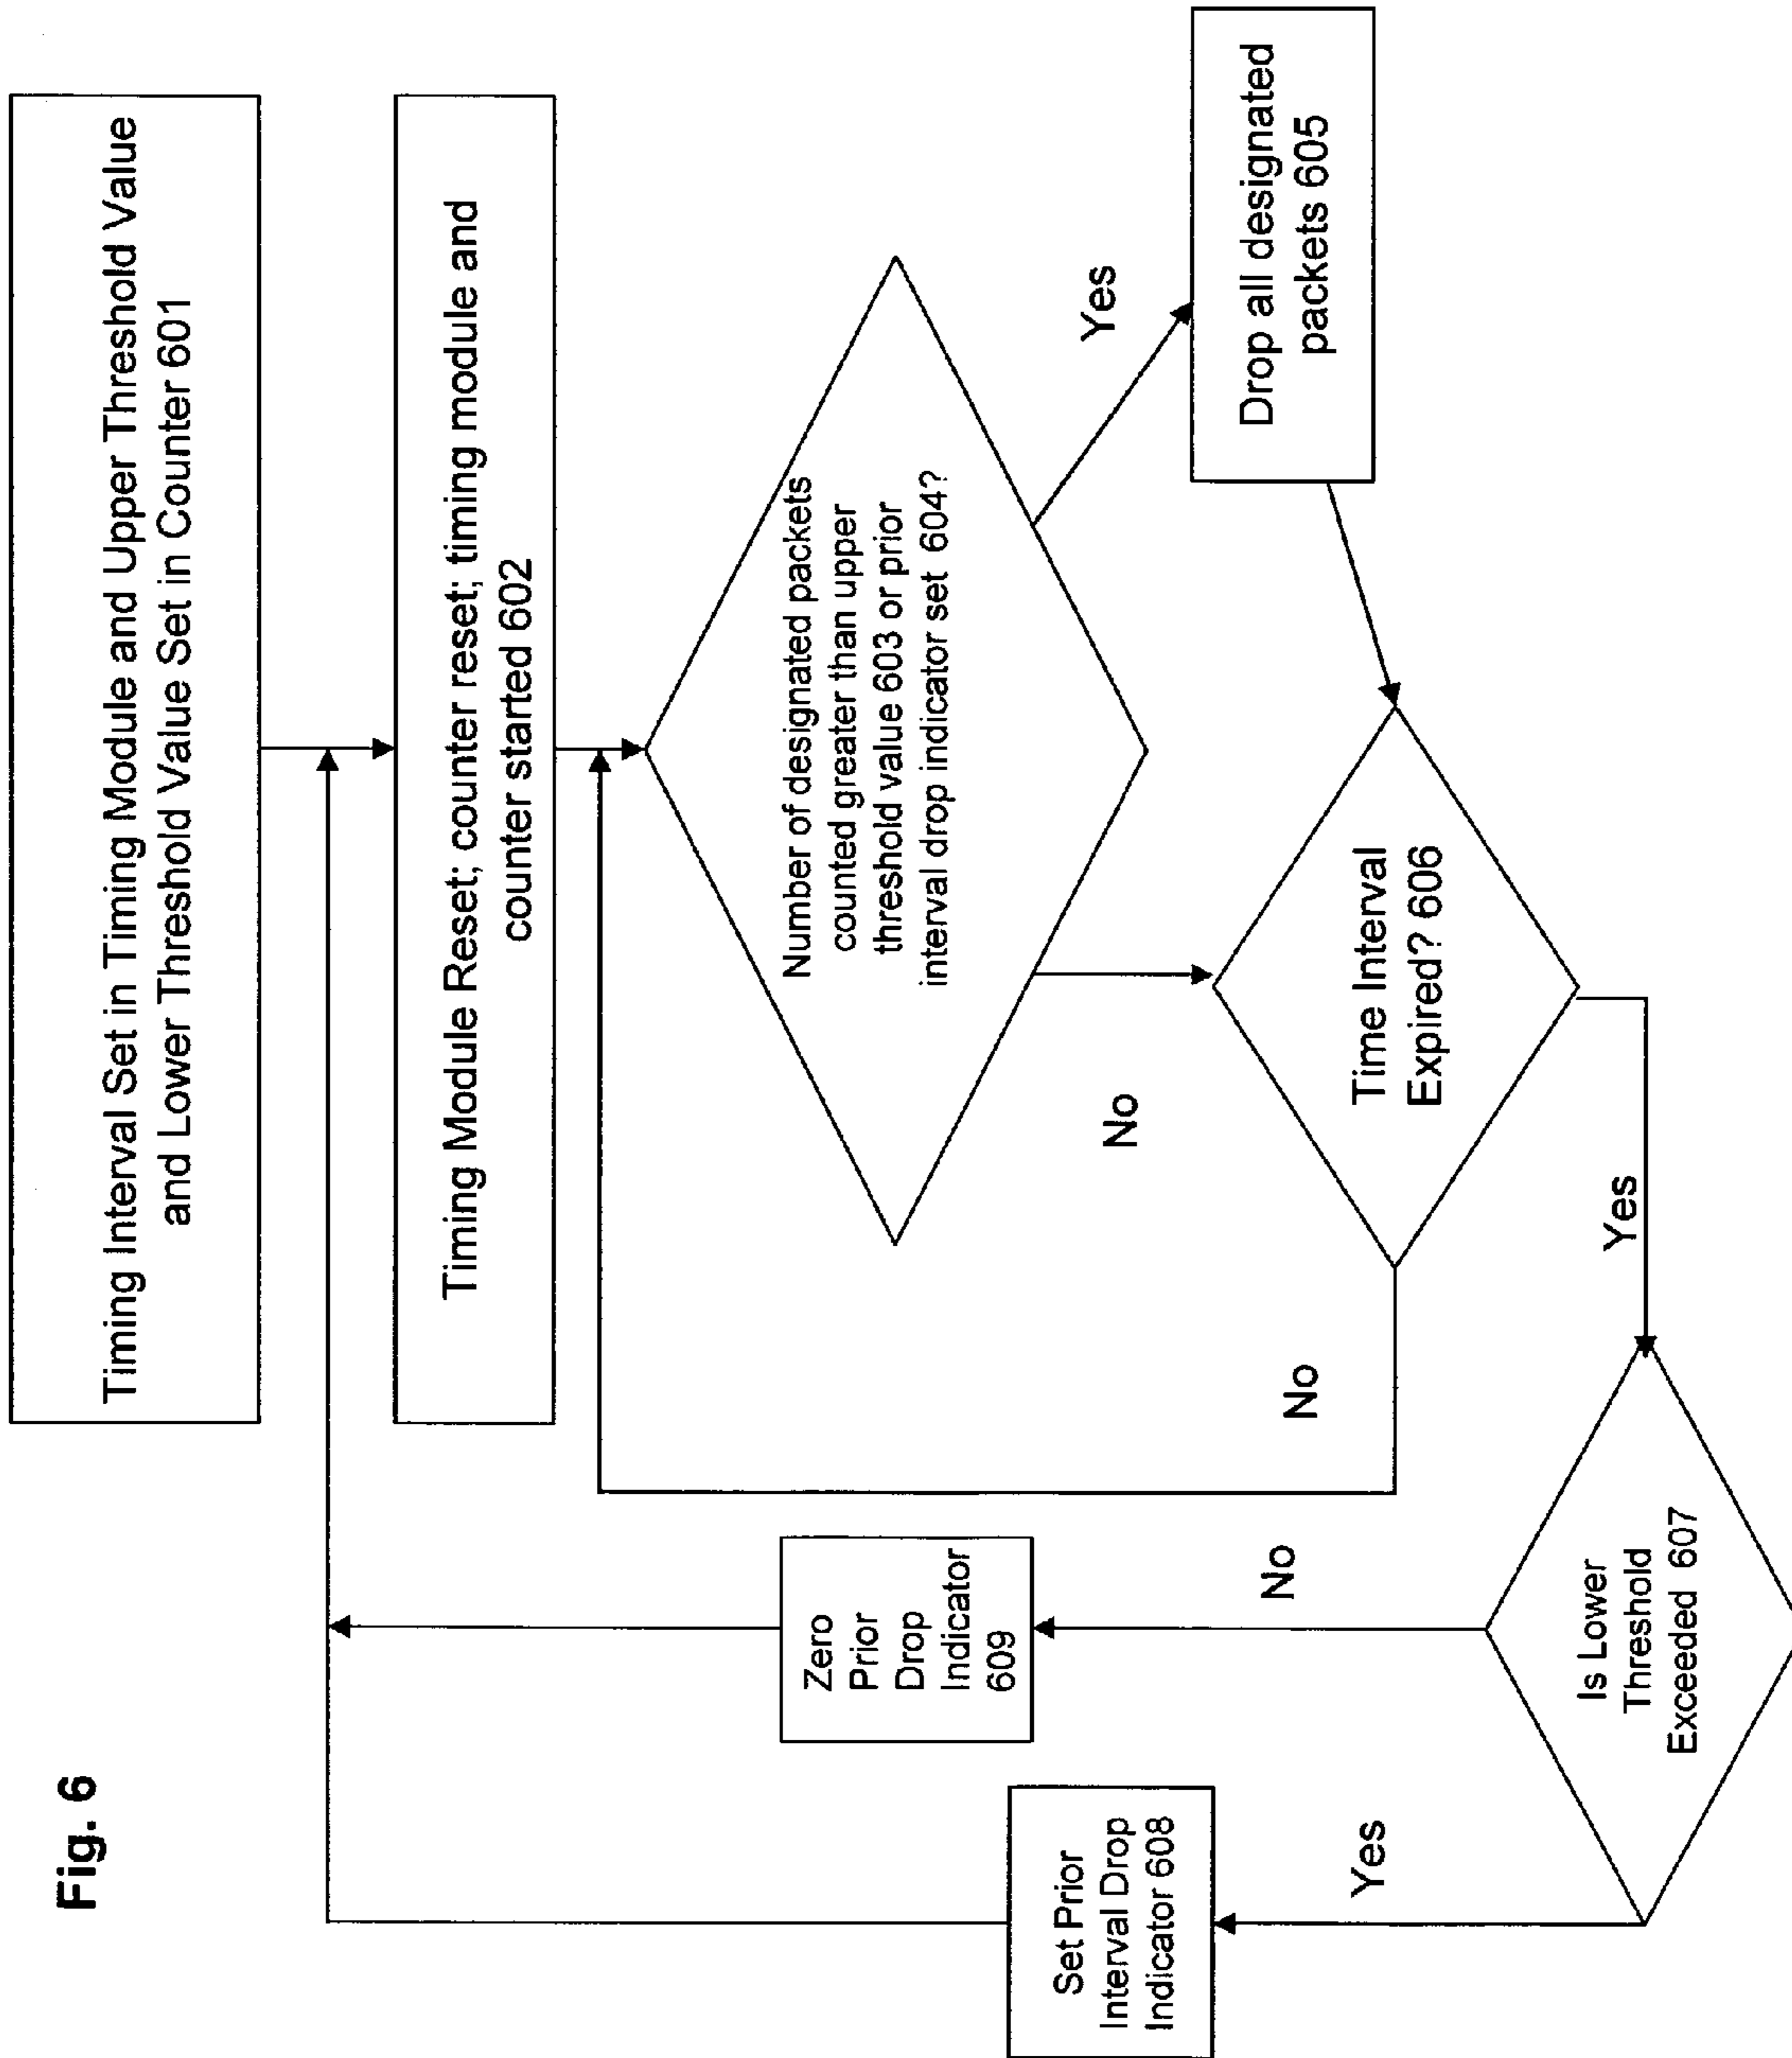 Fig. 6
Timing Interval Set in Timing Module and Upper Threshold Value
and Lower Threshold Value Set in Counter 601
Timing Module Reset; counter reset; timing module and
counter started 602
Number of designated packets
counted greater than upper
threshold value 603 or prior
interval drop indicator set 604?
Yes
Drop all designated
packets 605
No
Time Interval
Expired? 606
No
Yes
Is Lower
Threshold
Exceeded 607
No
Zero
Prior
Drop
Indicator
609
Yes
Set Prior
Interval Drop
Indicator 608